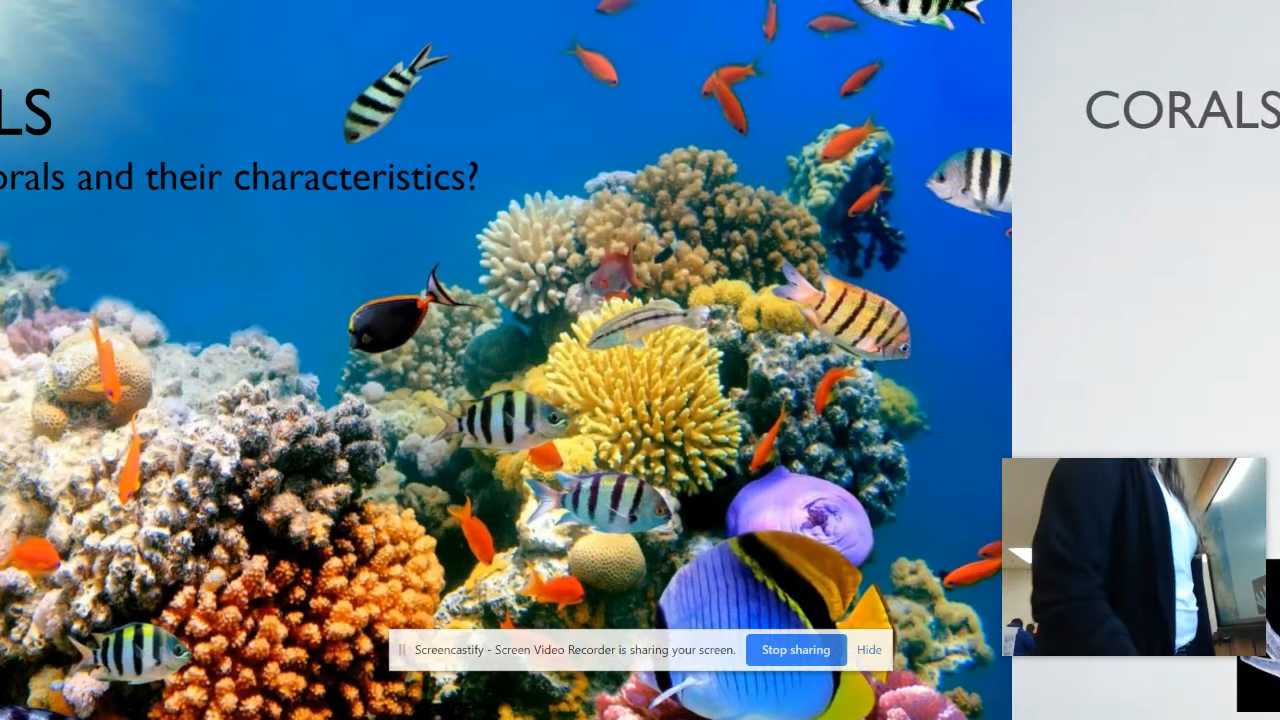 LS
orals and their characteristics?
CORALS
Screencastify - Screen Video Recorder is sharing your screen.
Stop sharing
Hide